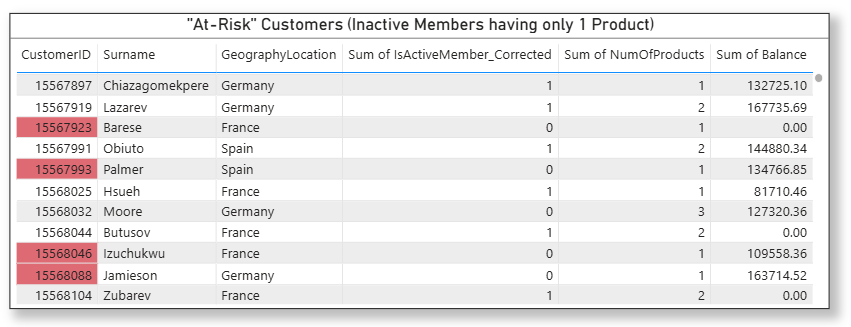 "At-Risk" Customers (Inactive Members having only 1 Product)
CustomerID Surname GeographyLocation Sum of IsActiveMember_Corrected Sum of NumOfProducts Sum of Balance
15567897 Chiazagomekpere Germany 1 1 132725.10
15567919 Lazarev Germany 1 2 167735.69
15567923 Barese France 0 1 0.00
15567991 Obiuto Spain 1 2 144880.34
15567993 Palmer Spain 0 1 134766.85
15568025 Hsueh France 1 1 81710.46
15568032 Moore Germany 0 3 127320.36
15568044 Butusov France 1 2 0.00
15568046 Izuchukwu France 0 1 109558.36
15568088 Jamieson Germany 0 1 163714.52
15568104 Zubarev France 1 2 0.00